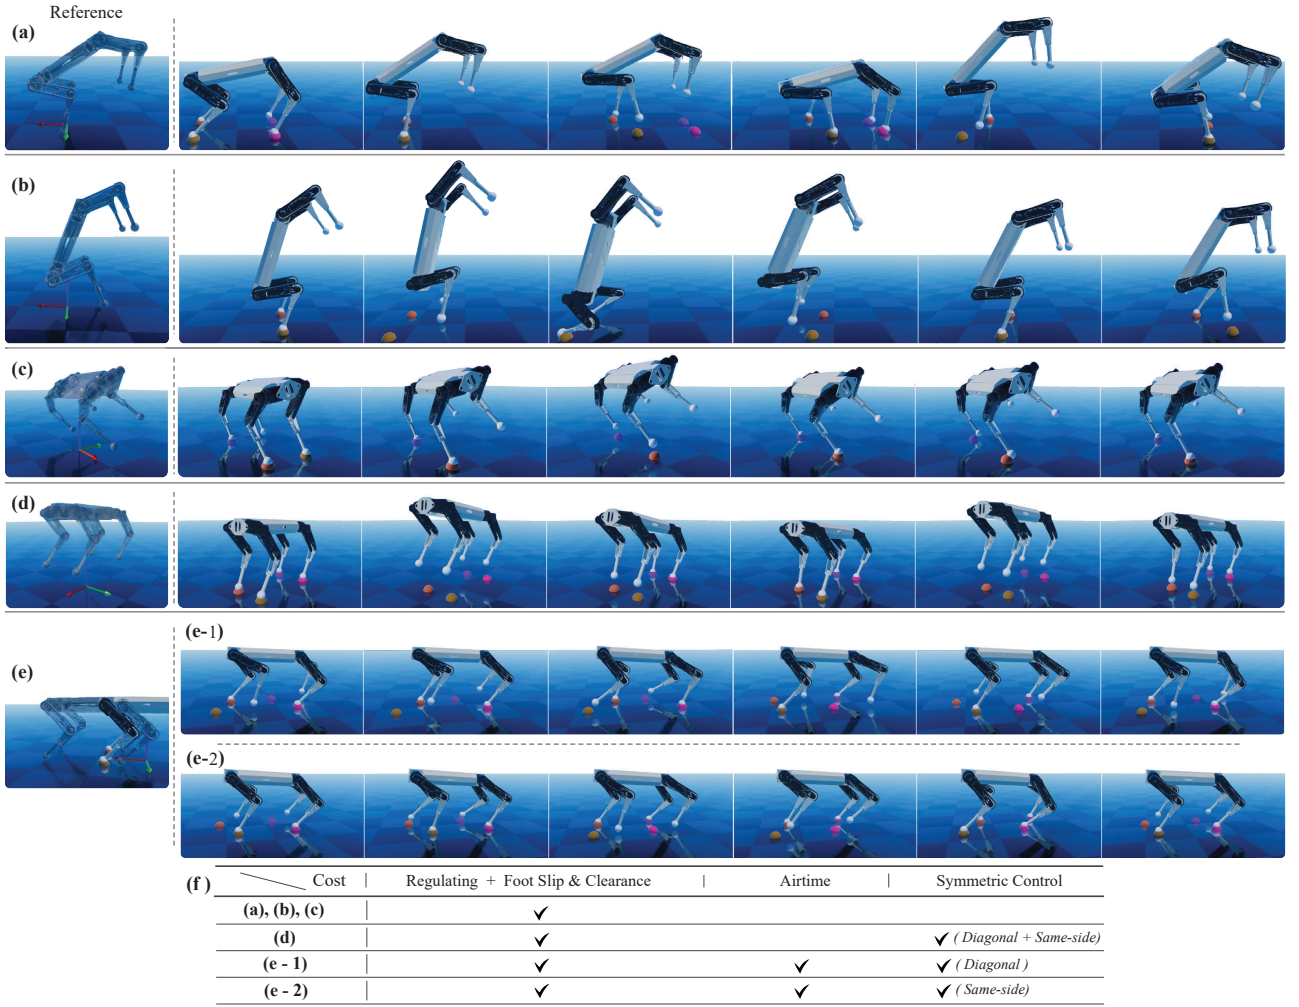 Reference
(a)
(b)
(c)
(d)
(e-1)
(e)
(e-2)
(f) Cost | Regulating + Foot Slip & Clearance | Airtime | Symmetric Control
(a), (b), (c) | ✓
(d) | ✓ ✓ (Diagonal + Same-side)
(e - 1) | ✓ ✓ ✓ (Diagonal)
(e - 2) | ✓ ✓ ✓ (Same-side)